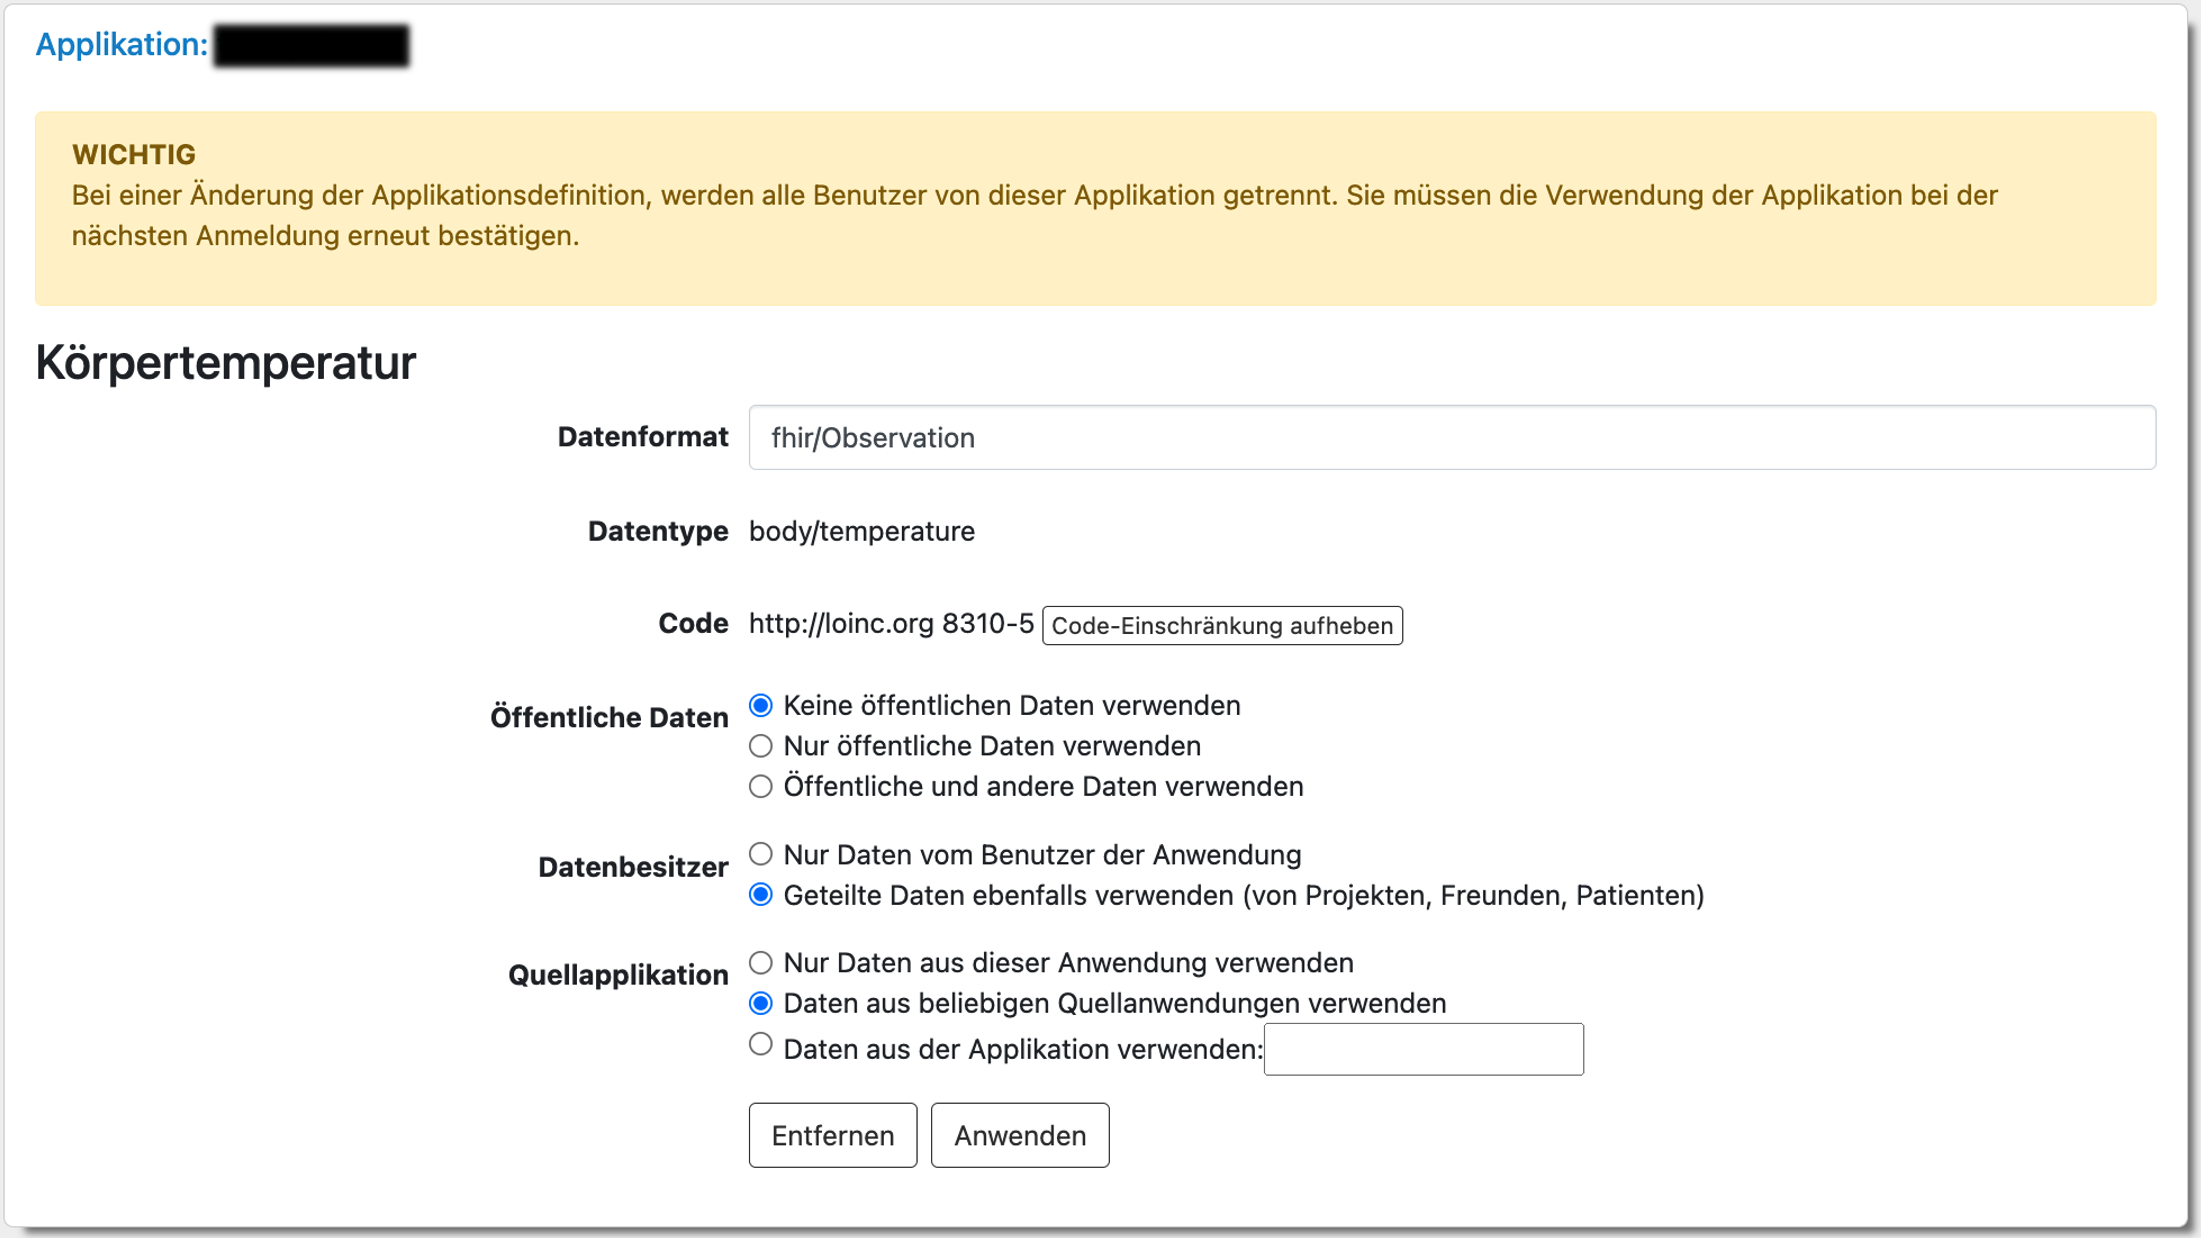 Applikation:
WICHTIG
Bei einer Änderung der Applikationsdefinition, werden alle Benutzer von dieser Applikation getrennt. Sie müssen die Verwendung der Applikation bei der
nächsten Anmeldung erneut bestätigen.
Körpertemperatur
Datenformat fhir/Observation
Datentype body/temperature
Code http://loinc.org 8310-5 Code-Einschränkung aufheben
Öffentliche Daten Keine öffentlichen Daten verwenden
Nur öffentliche Daten verwenden
Öffentliche und andere Daten verwenden
Datenbesitzer Nur Daten vom Benutzer der Anwendung
Geteilte Daten ebenfalls verwenden (von Projekten, Freunden, Patienten)
Quellapplikation Nur Daten aus dieser Anwendung verwenden
Daten aus beliebigen Quellanwendungen verwenden
Daten aus der Applikation verwenden:
Entfernen Anwenden